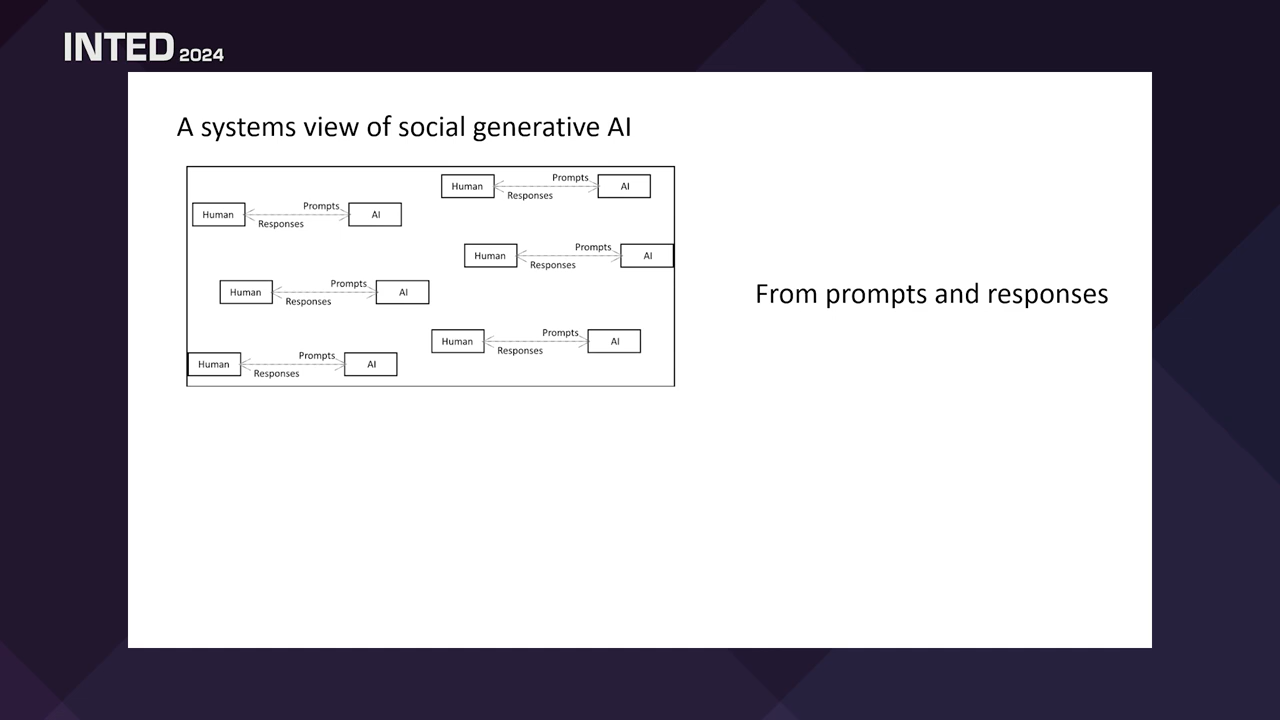 INTED 2024
A systems view of social generative AI
Human Prompts AI
Responses
Human Prompts AI
Responses
Human Prompts AI
Responses
Human Prompts AI
Responses
Human Prompts AI
Responses
Human Prompts AI
Responses
From prompts and responses